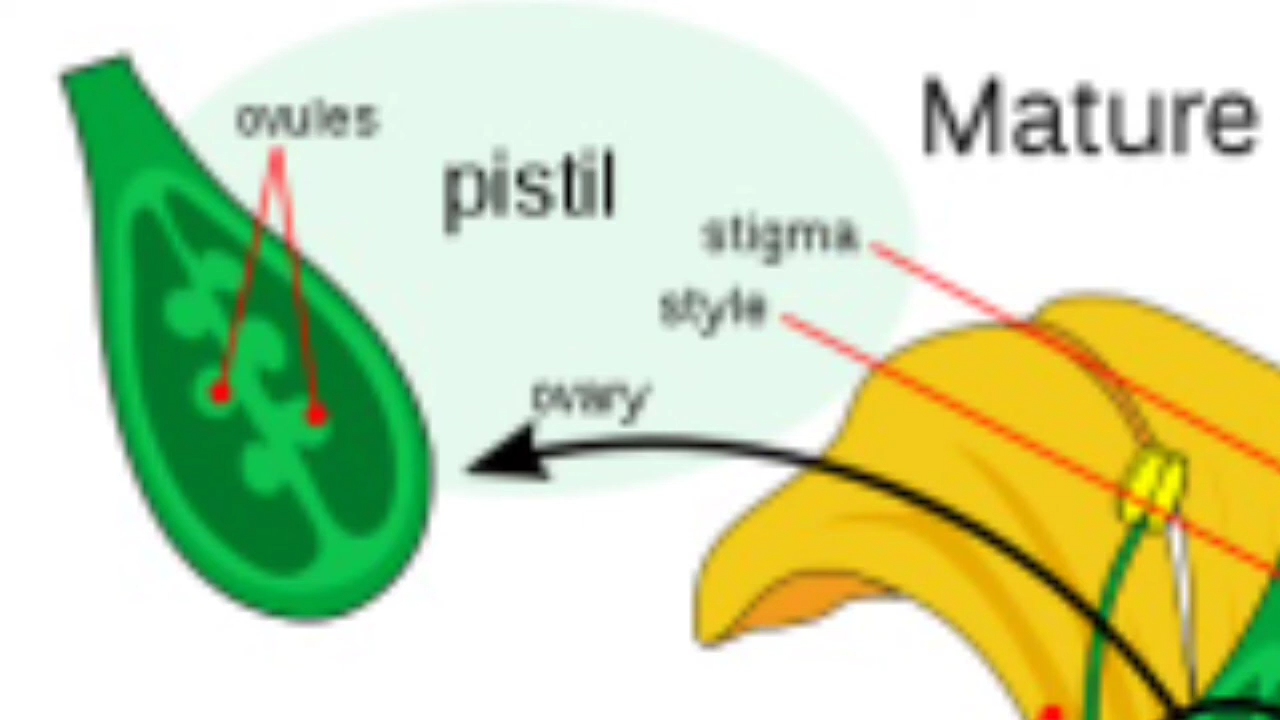 ovules
pistil
Mature
stigma
style
ovary